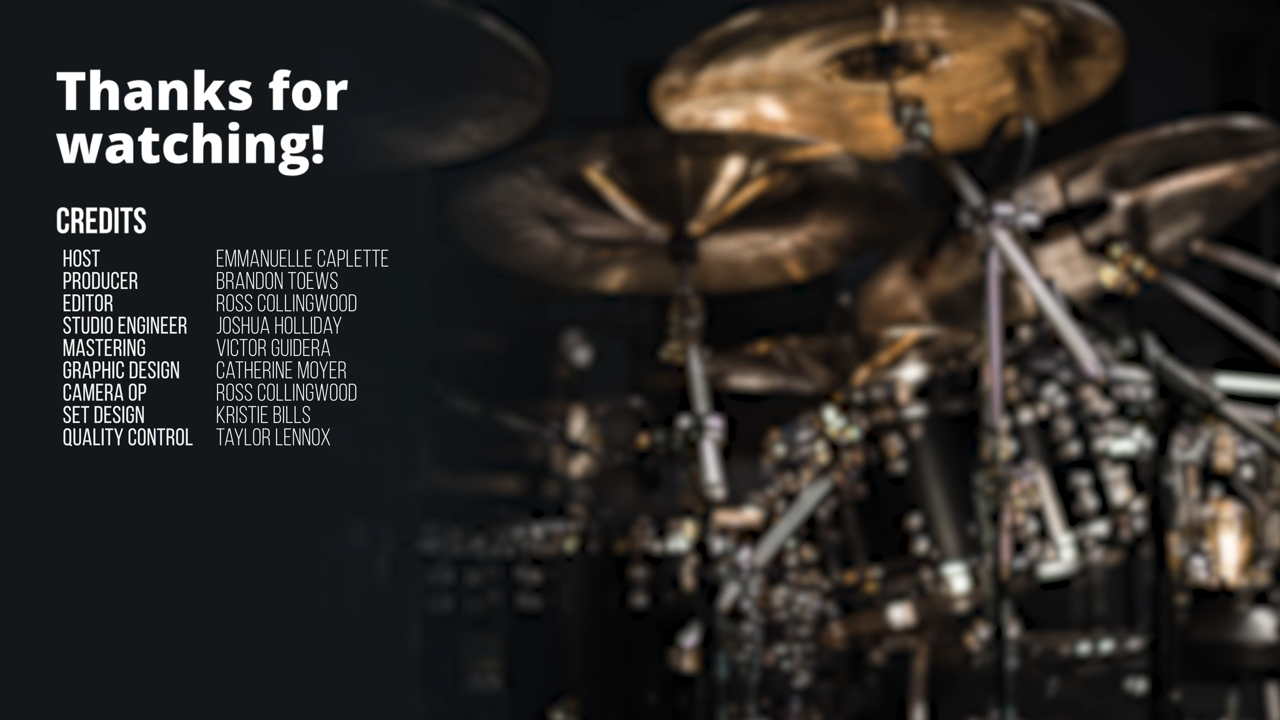 Thanks for
watching!
CREDITS
HOST EMMANUELLE CAPLETTE
PRODUCER BRANDON TOEWS
EDITOR ROSS COLLINGWOOD
STUDIO ENGINEER JOSHUA HOLLIDAY
MASTERING VICTOR GUIDERA
GRAPHIC DESIGN CATHERINE MOYER
CAMERA OP ROSS COLLINGWOOD
SET DESIGN KRISTIE BILLS
QUALITY CONTROL TAYLOR LENNOX